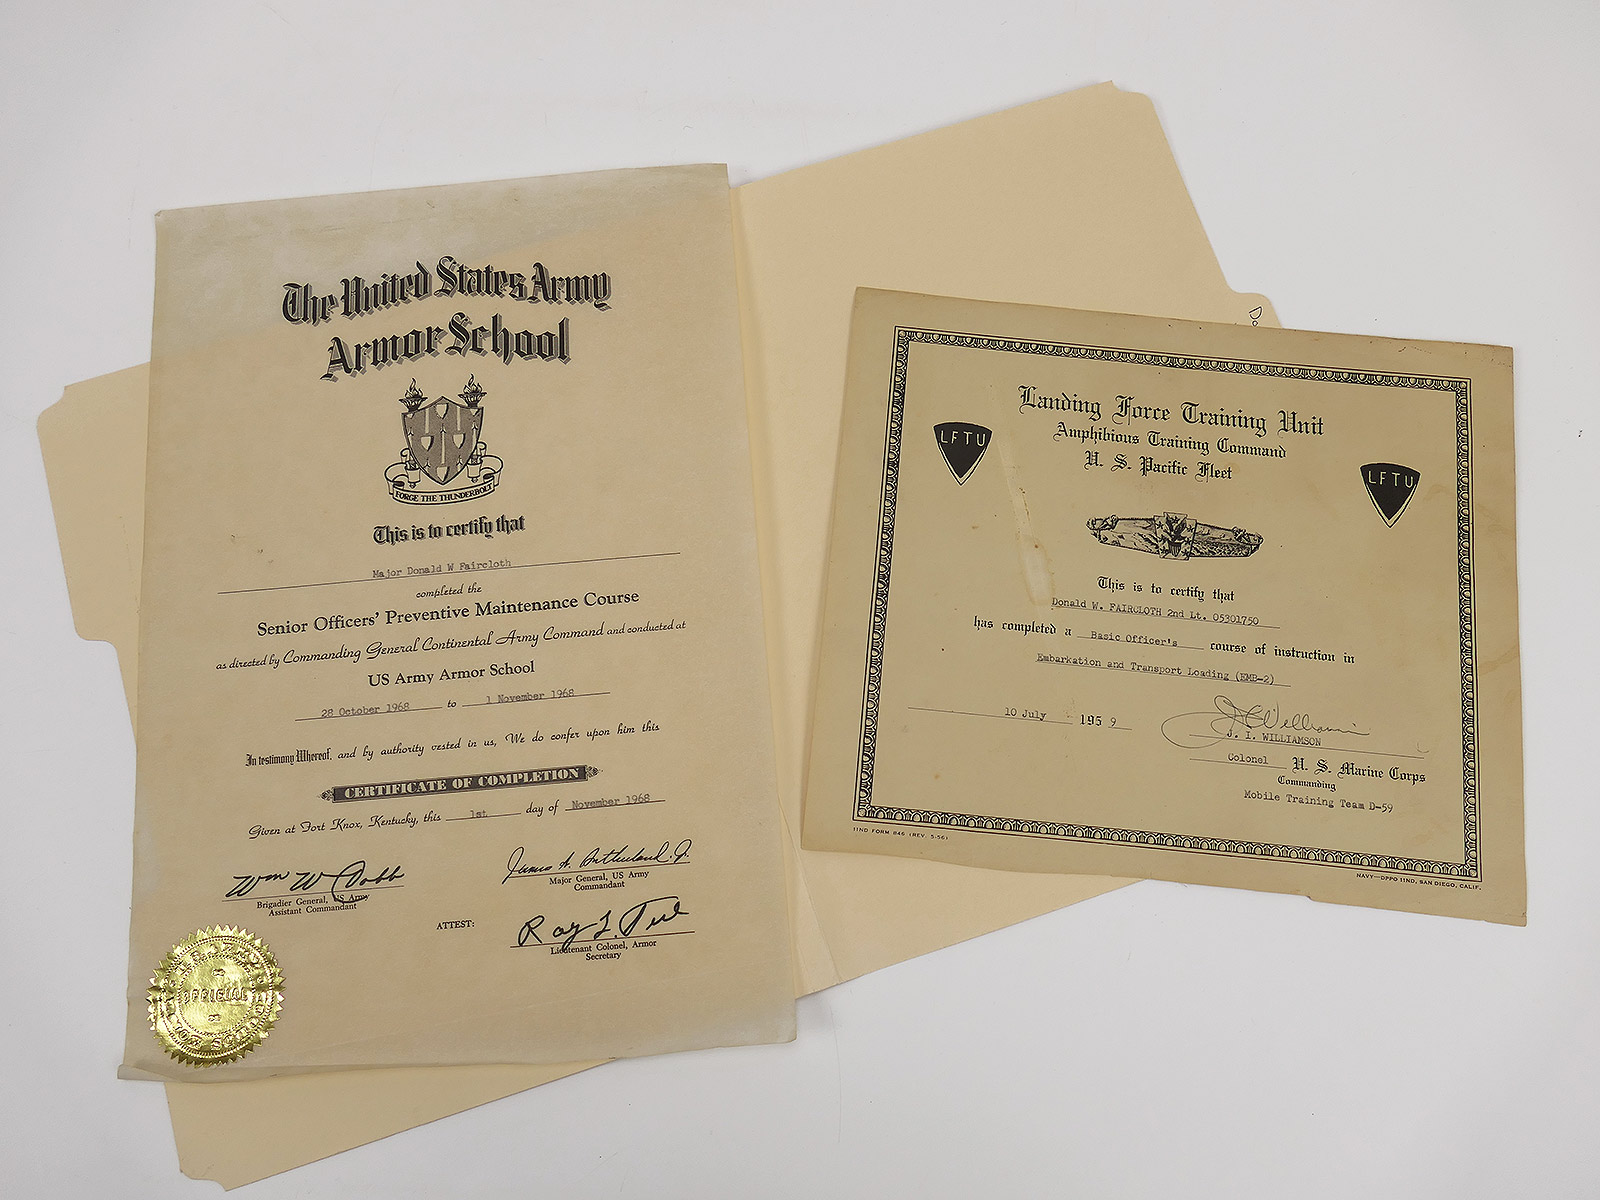 The United States Army
Armor School
FORGE THE THUNDERBOLT
This is to certify that
Major Donald W Faircloth
completed the
Senior Officers' Preventive Maintenance Course
as directed by Commanding General Continental Army Command and conducted at
US Army Armor School
28 October 1968 to 1 November 1968
In testimony Whereof, and by authority vested in us, We do confer upon him this
CERTIFICATE OF COMPLETION
Given at Fort Knox, Kentucky, this 1st day of November 1968
Wm W Dobb
Brigadier General, US Army
Assistant Commandant
James W. Sutherland. Jr.
Major General, US Army
Commandant
ATTEST:
Roy L.
Lieutenant Colonel, Armor
Secretary
OFFICIAL
Landing Force Training Unit
Amphibious Training Command
U. S. Pacific Fleet
LFTU
LFTU
This is to certify that
Donald W. FAIRCLOTH 2nd Lt. 05301750
has completed a Basic Officer's course of instruction in
Embarkation and Transport Loading (EMB-2)
10 July 1959
J. I. WILLIAMSON
Colonel U. S. Marine Corps
Commanding
Mobile Training Team D-59
11ND FORM 846 (REV. 5-56)
NAVY—DPPO 11ND, SAN DIEGO, CALIF.